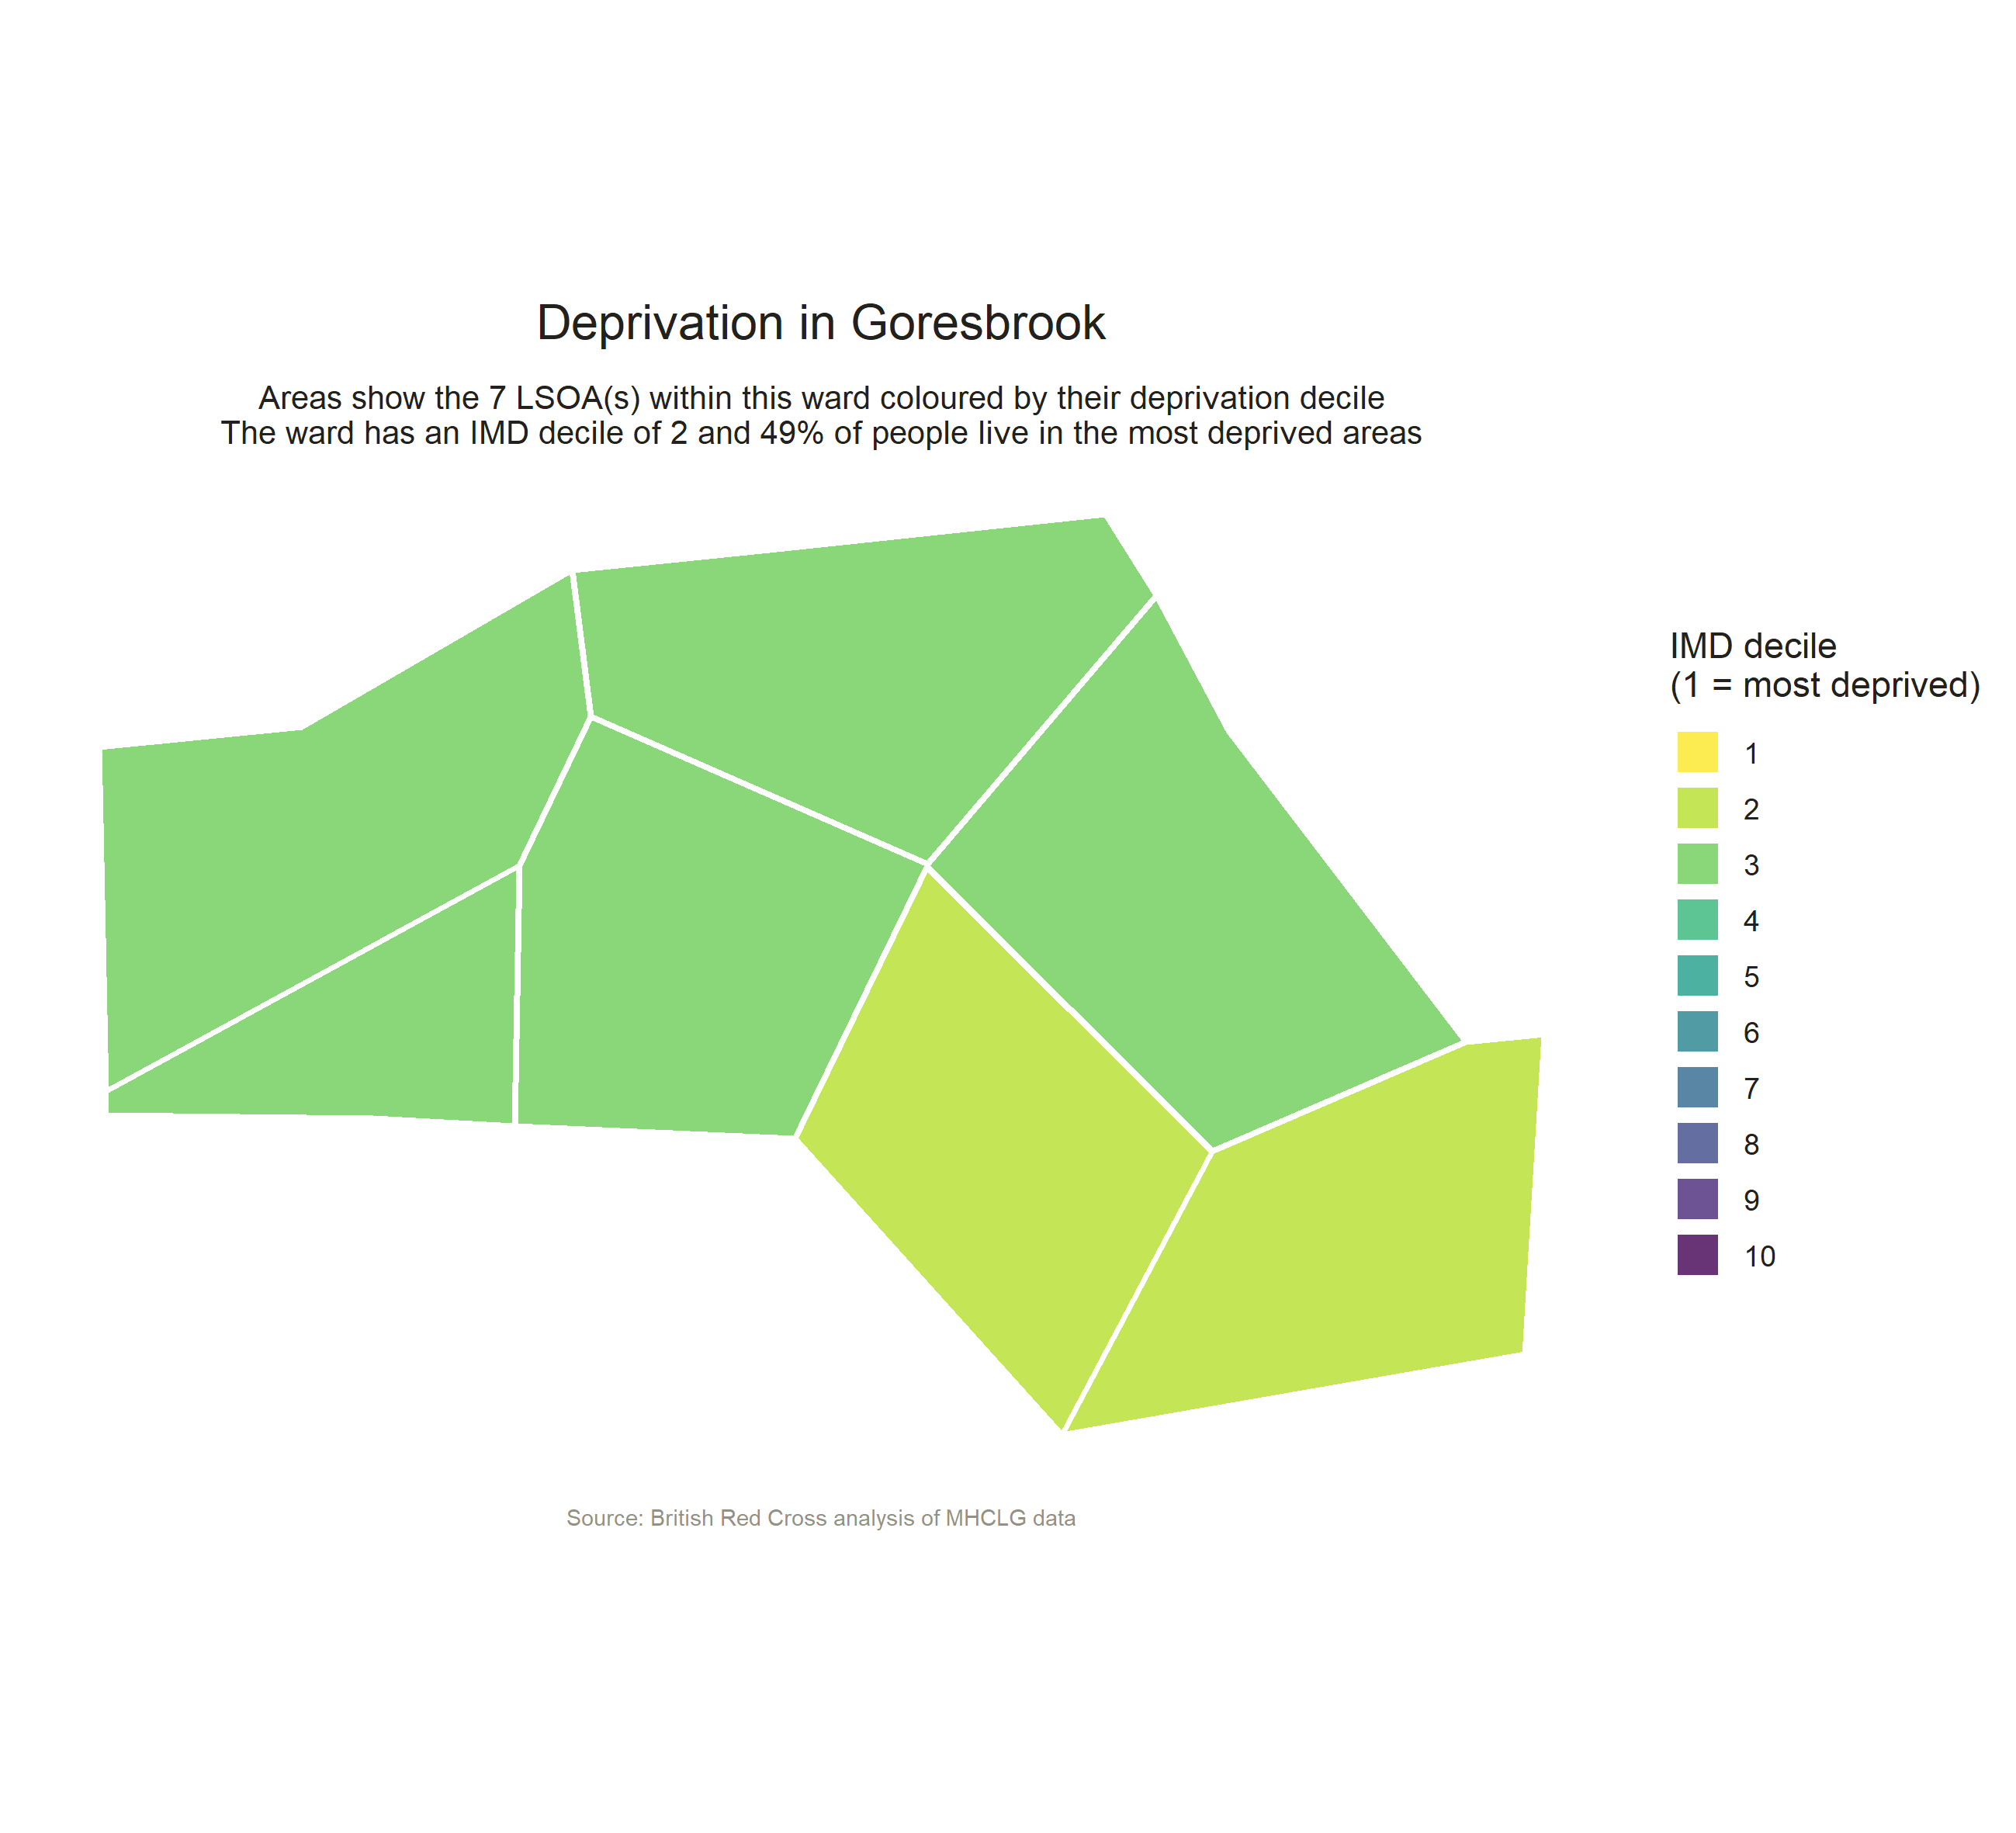 Deprivation in Goresbrook
Areas show the 7 LSOA(s) within this ward coloured by their deprivation decile
The ward has an IMD decile of 2 and 49% of people live in the most deprived areas
IMD decile
(1 = most deprived)
1
2
3
4
5
6
7
8
9
10
Source: British Red Cross analysis of MHCLG data